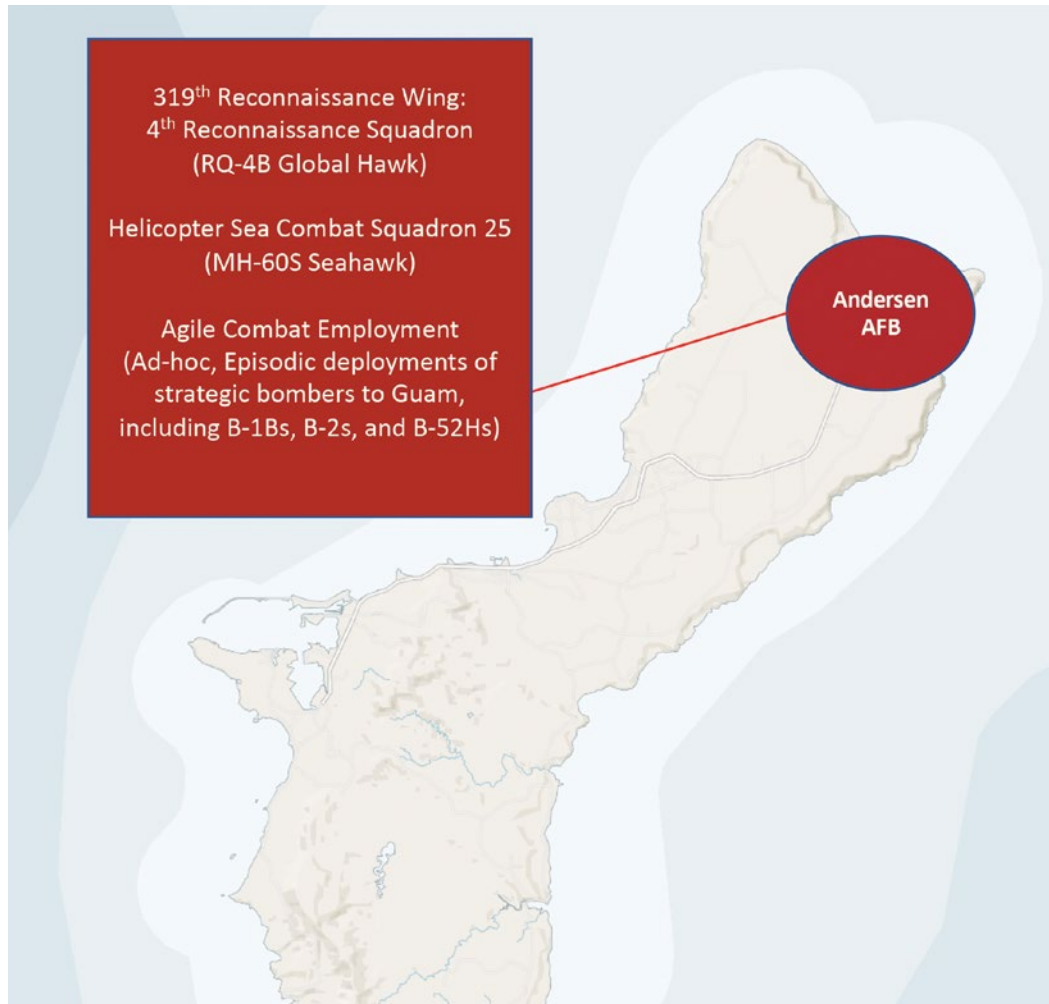 319th Reconnaissance Wing:
4th Reconnaissance Squadron
(RQ-4B Global Hawk)
Helicopter Sea Combat Squadron 25
(MH-60S Seahawk)
Agile Combat Employment
(Ad-hoc, Episodic deployments of
strategic bombers to Guam,
including B-1Bs, B-2s, and B-52Hs)
Andersen
AFB